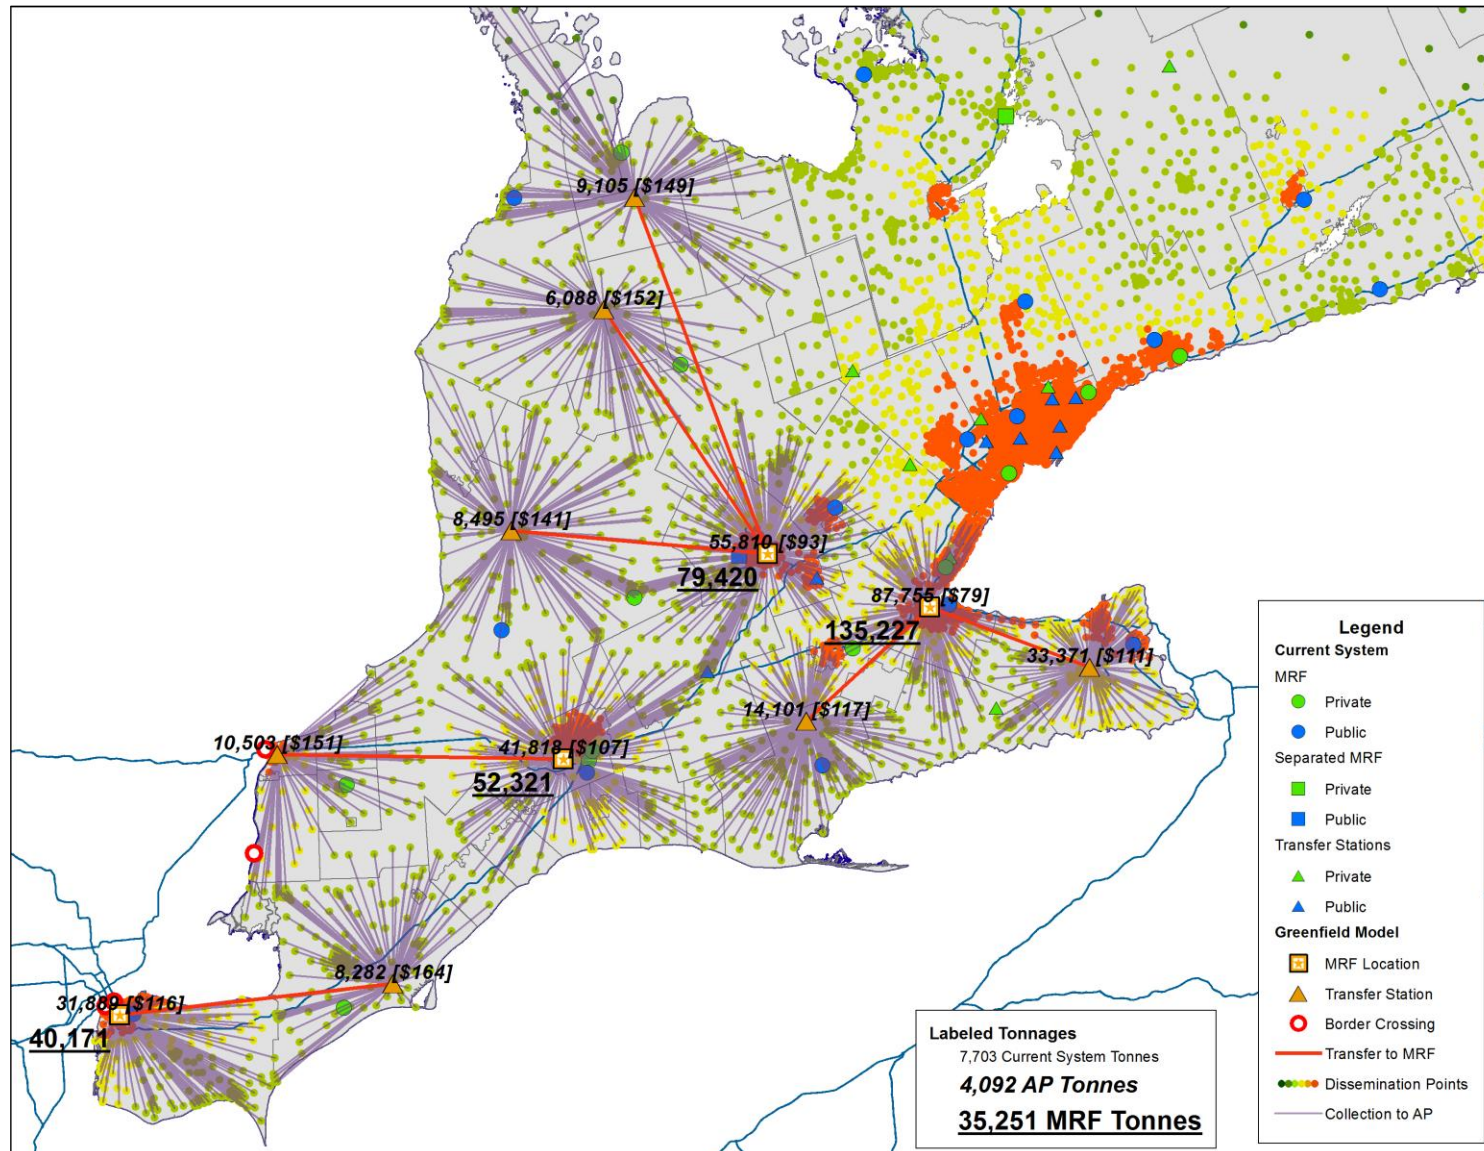 9,105 [$149]
6,088 [$152]
8,495 [$141]
55,810 [$93]
79,420
87,755 [$79]
135,227
33,371 [$111]
14,101 [$117]
10,503 [$151]
41,818 [$107]
52,321
8,282 [$164]
31,889 [$116]
40,171
Labeled Tonnages
7,703 Current System Tonnes
4,092 AP Tonnes
35,251 MRF Tonnes
Legend
Current System
MRF
Private
Public
Separated MRF
Private
Public
Transfer Stations
Private
Public
Greenfield Model
MRF Location
Transfer Station
Border Crossing
Transfer to MRF
Dissemination Points
Collection to AP